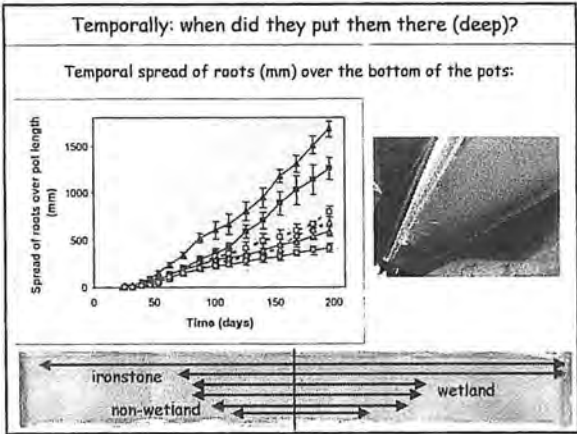 Temporally: when did they put them there (deep)?
Temporal spread of roots (mm) over the bottom of the pots:
Spread of roots over pot length
(mm)
1500
1000
500
0
0 50 100 150 200
Time (days)
ironstone
wetland
non-wetland